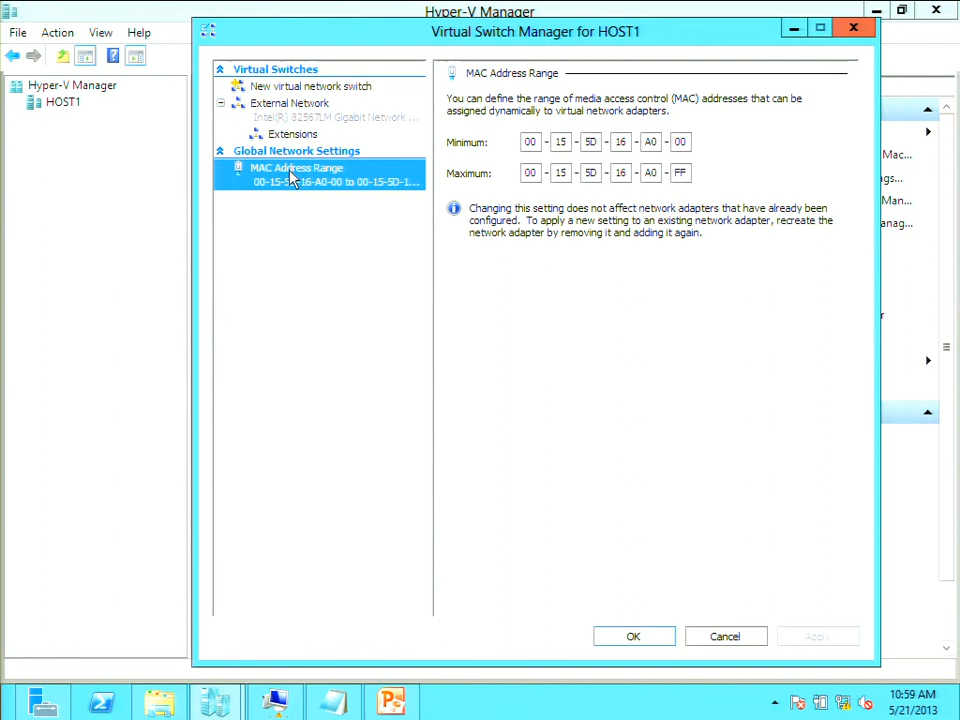 Hyper-V Manager
File Action View Help
Hyper-V Manager
HOST1
Virtual Switch Manager for HOST1
Virtual Switches
New virtual network switch
External Network
Intel(R) 82567LM Gigabit Network ...
Extensions
Global Network Settings
MAC Address Range
00-15-5D-16-A0-00 to 00-15-5D-1...
MAC Address Range
You can define the range of media access control (MAC) addresses that can be
assigned dynamically to virtual network adapters.
Minimum: 00 - 15 - 5D - 16 - A0 - 00
Maximum: 00 - 15 - 5D - 16 - A0 - FF
Changing this setting does not affect network adapters that have already been
configured. To apply a new setting to an existing network adapter, recreate the
network adapter by removing it and adding it again.
OK Cancel Apply
Mac...
gs...
Man...
anag...
10:59 AM
5/21/2013